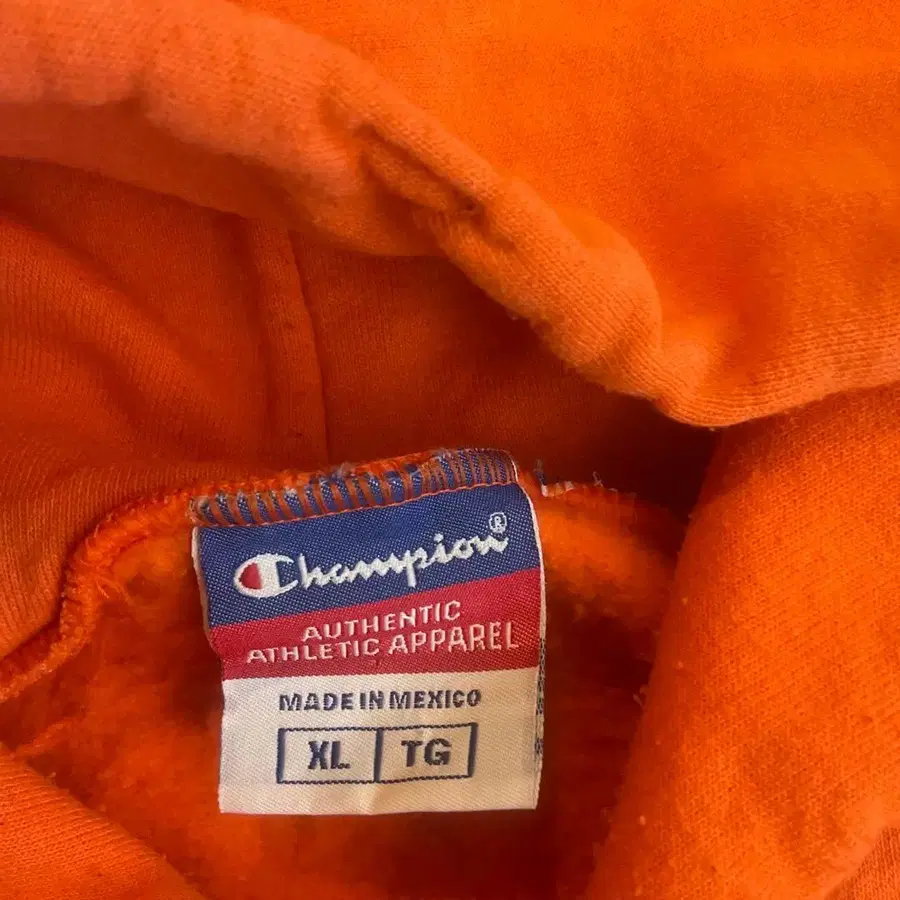 Champion®
AUTHENTIC
ATHLETIC APPAREL
MADE IN MEXICO
XL TG